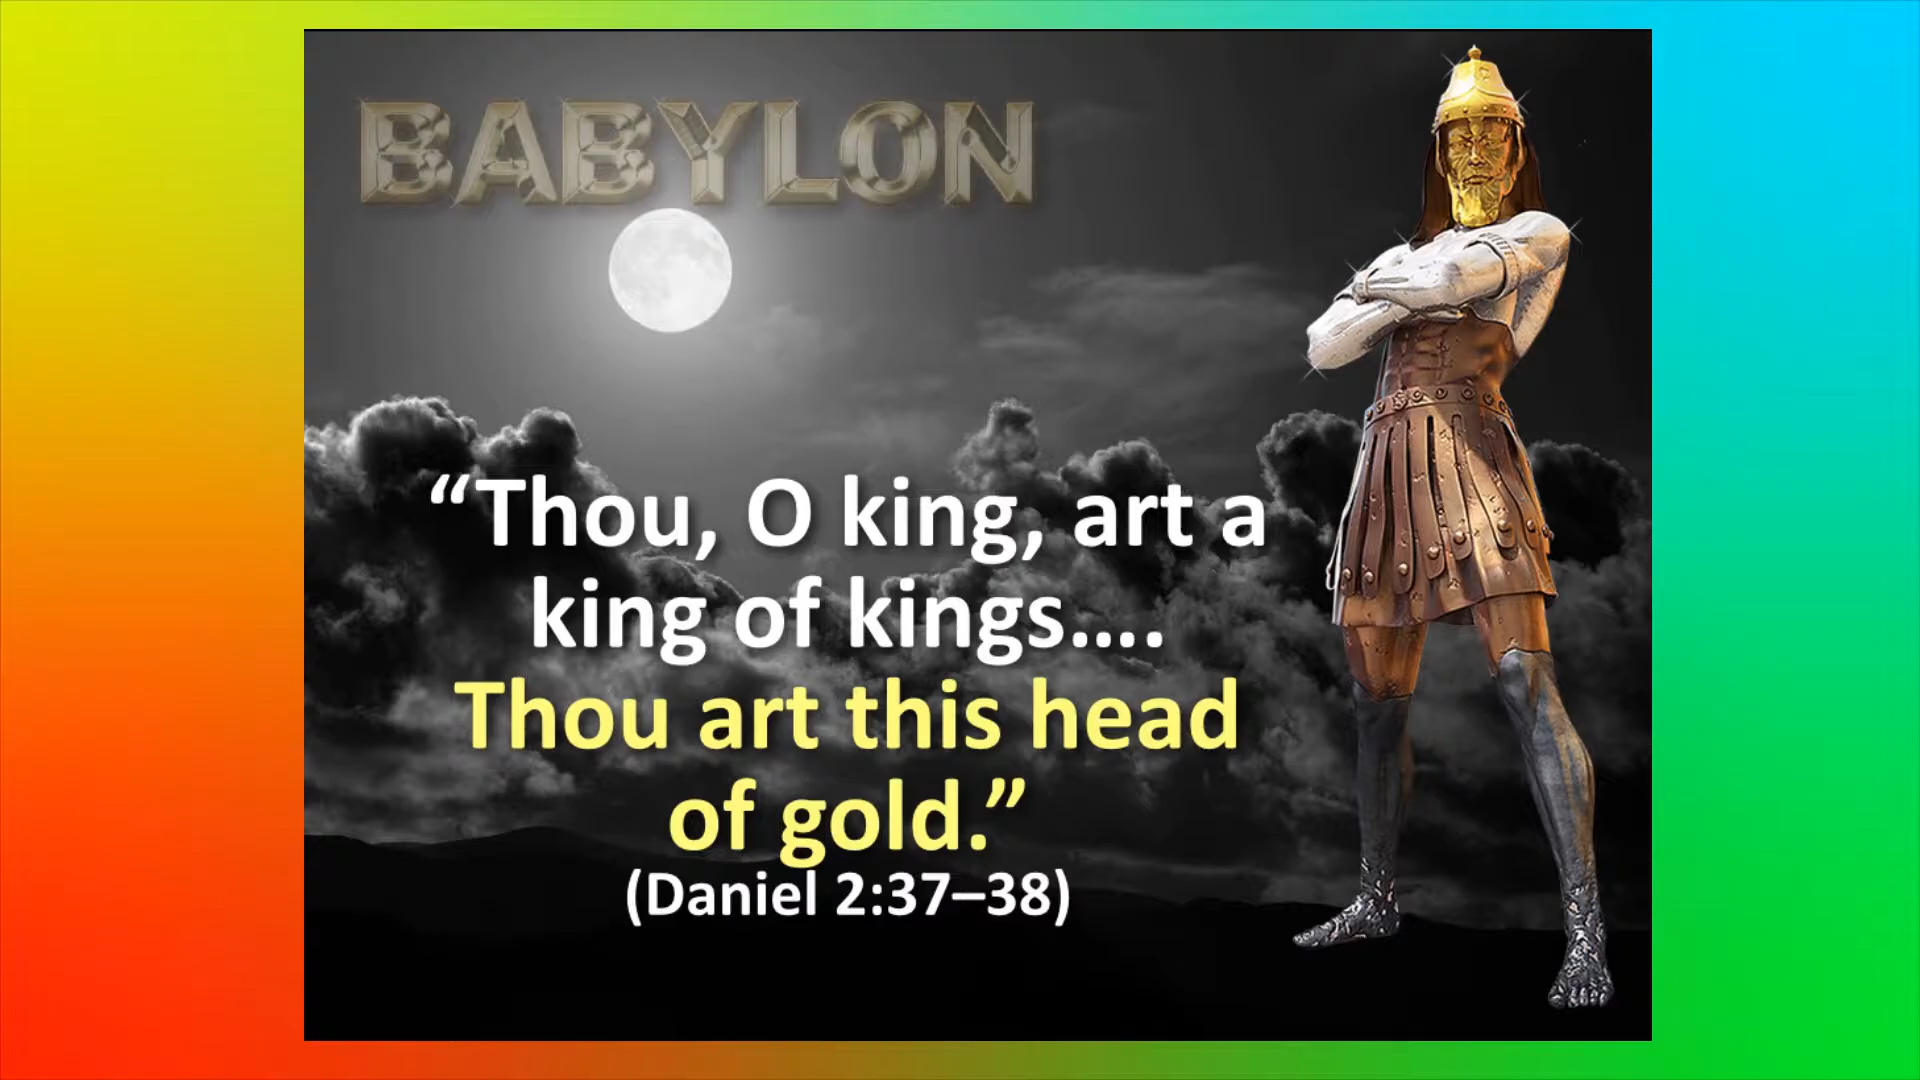 BABYLON
“Thou, O king, art a
king of kings….
Thou art this head
of gold.”
(Daniel 2:37–38)